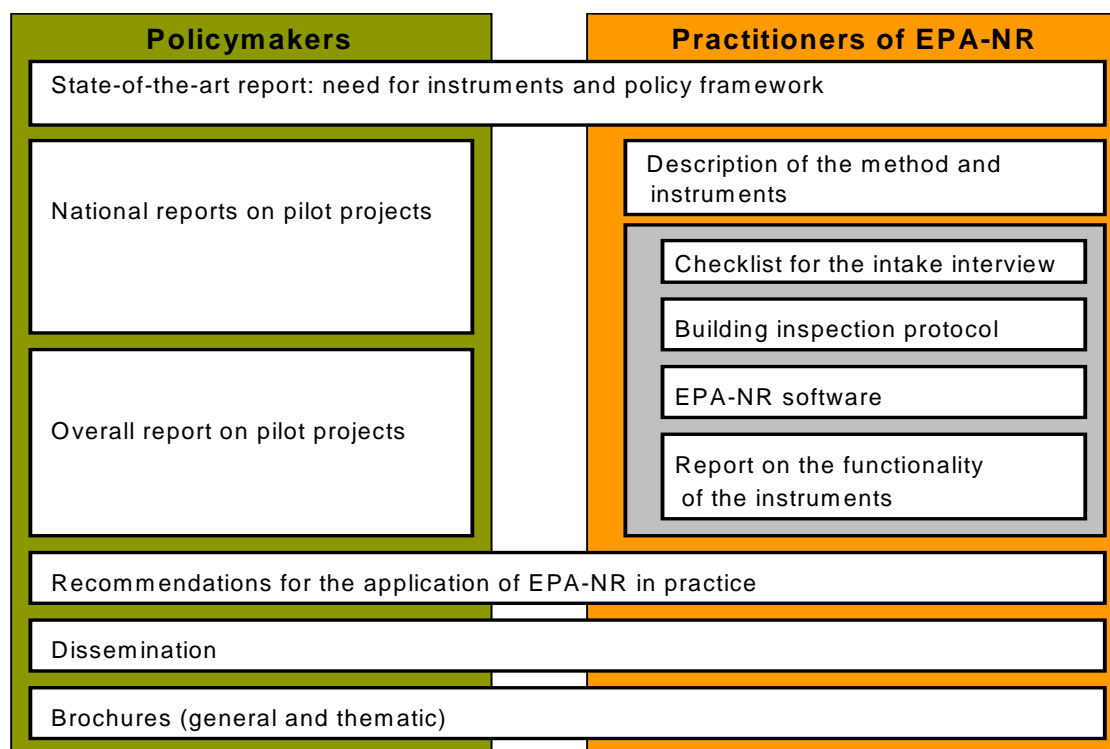 Policymakers
Practitioners of EPA-NR
State-of-the-art report: need for instruments and policy framework
National reports on pilot projects
Overall report on pilot projects
Description of the method and
instruments
Checklist for the intake interview
Building inspection protocol
EPA-NR software
Report on the functionality
of the instruments
Recommendations for the application of EPA-NR in practice
Dissemination
Brochures (general and thematic)